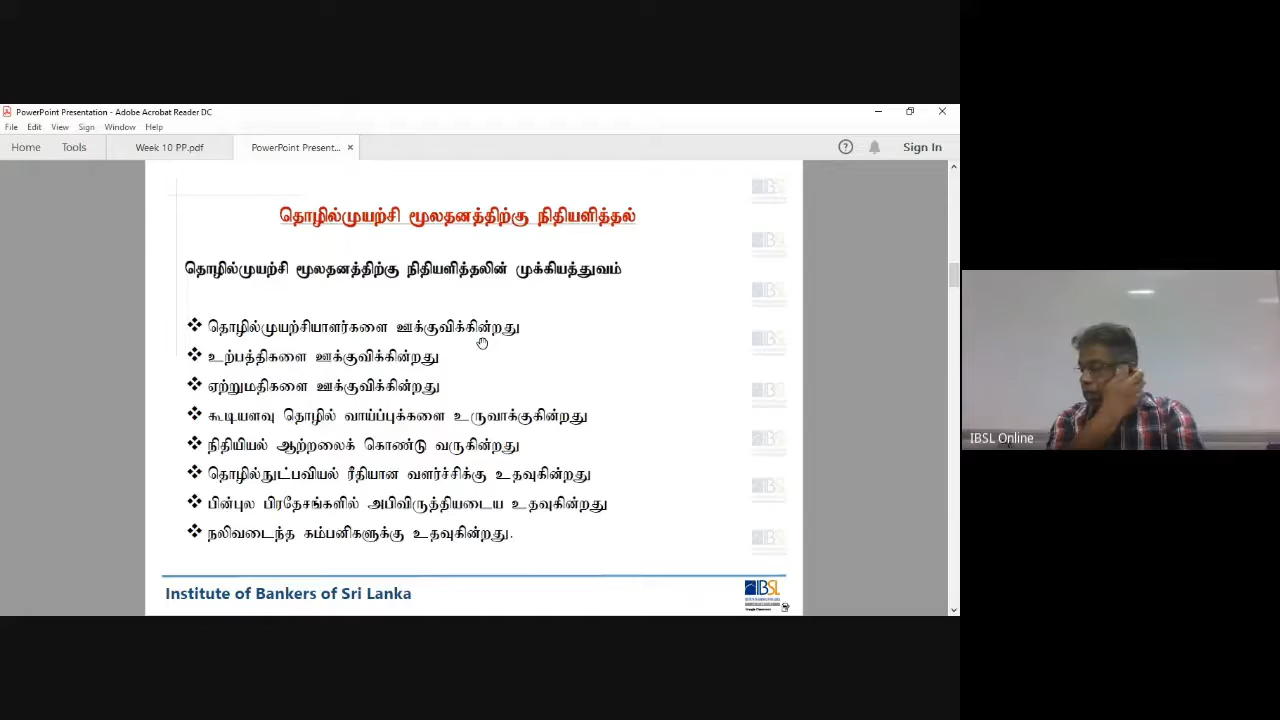 PowerPoint Presentation - Adobe Acrobat Reader DC
File Edit View Sign Window Help
Home Tools Week 10 PP.pdf PowerPoint Present... × Sign In
தொழில்முயற்சி மூலதனத்திற்கு நிதியளித்தல்
தொழில்முயற்சி மூலதனத்திற்கு நிதியளித்தலின் முக்கியத்துவம்
❖ தொழில்முயற்சியாளர்களை ஊக்குவிக்கின்றது
❖ உற்பத்திகளை ஊக்குவிக்கின்றது
❖ ஏற்றுமதிகளை ஊக்குவிக்கின்றது
❖ கூடியளவு தொழில் வாய்ப்புக்களை உருவாக்குகின்றது
❖ நிதியியல் ஆற்றலைக் கொண்டு வருகின்றது
❖ தொழில்நுட்பவியல் ரீதியான வளர்ச்சிக்கு உதவுகின்றது
❖ பின்புல பிரதேசங்களில் அபிவிருத்தியடைய உதவுகின்றது
❖ நலிவடைந்த கம்பனிகளுக்கு உதவுகின்றது.
Institute of Bankers of Sri Lanka
IBSL
IBSL Online